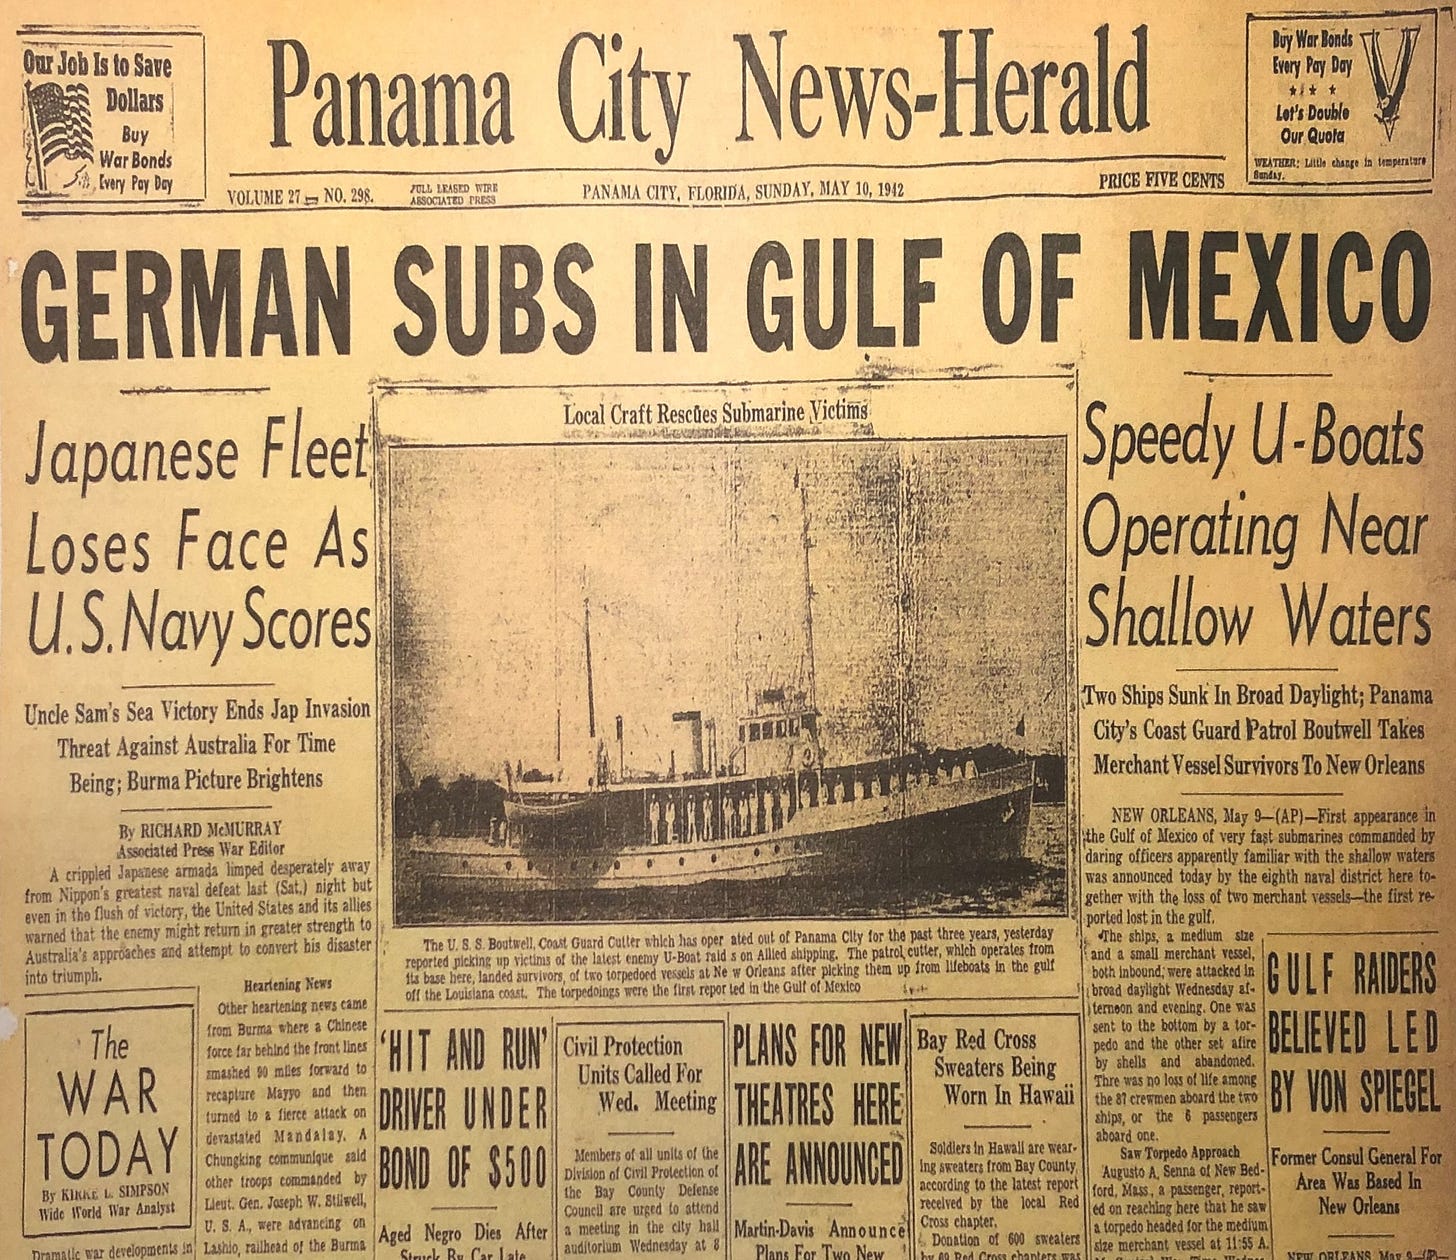 Our Job Is to Save
Dollars
Buy
War Bonds
Every Pay Day
Panama City News-Herald
Buy War Bonds
Every Pay Day
Let's Double
Our Quota
WEATHER: Little change in temperature
Sunday.
VOLUME 27 — NO. 298.
FULL LEASED WIRE
ASSOCIATED PRESS
PANAMA CITY, FLORIDA, SUNDAY, MAY 10, 1942
PRICE FIVE CENTS
GERMAN SUBS IN GULF OF MEXICO
Japanese Fleet
Loses Face As
U.S. Navy Scores
Uncle Sam's Sea Victory Ends Jap Invasion
Threat Against Australia For Time
Being; Burma Picture Brightens
By RICHARD McMURRAY
Associated Press War Editor
A crippled Japanese armada limped desperately away
from Nippon's greatest naval defeat last (Sat.) night but
even in the flush of victory, the United States and its allies
warned that the enemy might return in greater strength to
Australia's approaches and attempt to convert his disaster
into triumph.
The
WAR
TODAY
By KIRKE L. SIMPSON
Wide World War Analyst
Dramatic war developments in
Heartening News
Other heartening news came
from Burma where a Chinese
force far behind the front lines
smashed 90 miles forward to
recapture Maymo and then
turned to a fierce attack on
devastated Mandalay. A
Chungking communique said
other troops commanded by
Lieut. Gen. Joseph W. Stilwell,
U. S. A., were advancing on
Lashio, railhead of the Burma
Local Craft Rescues Submarine Victims
The U. S. S. Boutwell, Coast Guard Cutter which has oper ated out of Panama City for the past three years, yesterday
reported picking up victims of the latest enemy U-Boat raid s on Allied shipping. The patrol cutter, which operates from
its base here, landed survivors, of two torpedoed vessels at Ne w Orleans after picking them up from lifeboats in the gulf
off the Louisiana coast. The torpedoings were the first repor ted in the Gulf of Mexico
'HIT AND RUN'
DRIVER UNDER
BOND OF $500
Aged Negro Dies After
Struck By Car Late
Civil Protection
Units Called For
Wed. Meeting
Members of all units of the
Division of Civil Protection of
the Bay County Defense
Council are urged to attend
a meeting in the city hall
auditorium Wednesday at 8
PLANS FOR NEW
THEATRES HERE
ARE ANNOUNCED
Martin-Davis Announce
Plans For Two New
Bay Red Cross
Sweaters Being
Worn In Hawaii
Soldiers in Hawaii are wear-
ing sweaters from Bay County
according to the latest report
received by the local Red
Cross chapter.
Donation of 600 sweaters
by 69 Red Cross chapters was
Speedy U-Boats
Operating Near
Shallow Waters
Two Ships Sunk In Broad Daylight; Panama
City's Coast Guard Patrol Boutwell Takes
Merchant Vessel Survivors To New Orleans
NEW ORLEANS, May 9—(AP)—First appearance in
the Gulf of Mexico of very fast submarines commanded by
daring officers apparently familiar with the shallow waters
was announced today by the eighth naval district here to-
gether with the loss of two merchant vessels—the first re-
ported lost in the gulf.
The ships, a medium size
and a small merchant vessel,
both inbound, were attacked in
broad daylight Wednesday af-
ternoon and evening. One was
sent to the bottom by a tor-
pedo and the other set afire
by shells and abandoned.
Thre was no loss of life among
the 87 crewmen aboard the two
ships, or the 6 passengers
aboard one.
Saw Torpedo Approach
Augusto A. Senna of New Bed-
ford, Mass., a passenger, report-
ed on reaching here that he saw
a torpedo headed for the medium
size merchant vessel at 11:55 A.
GULF RAIDERS
BELIEVED LED
BY VON SPIEGEL
Former Consul General For
Area Was Based In
New Orleans
NEW ORLEANS, May 9—(AP)